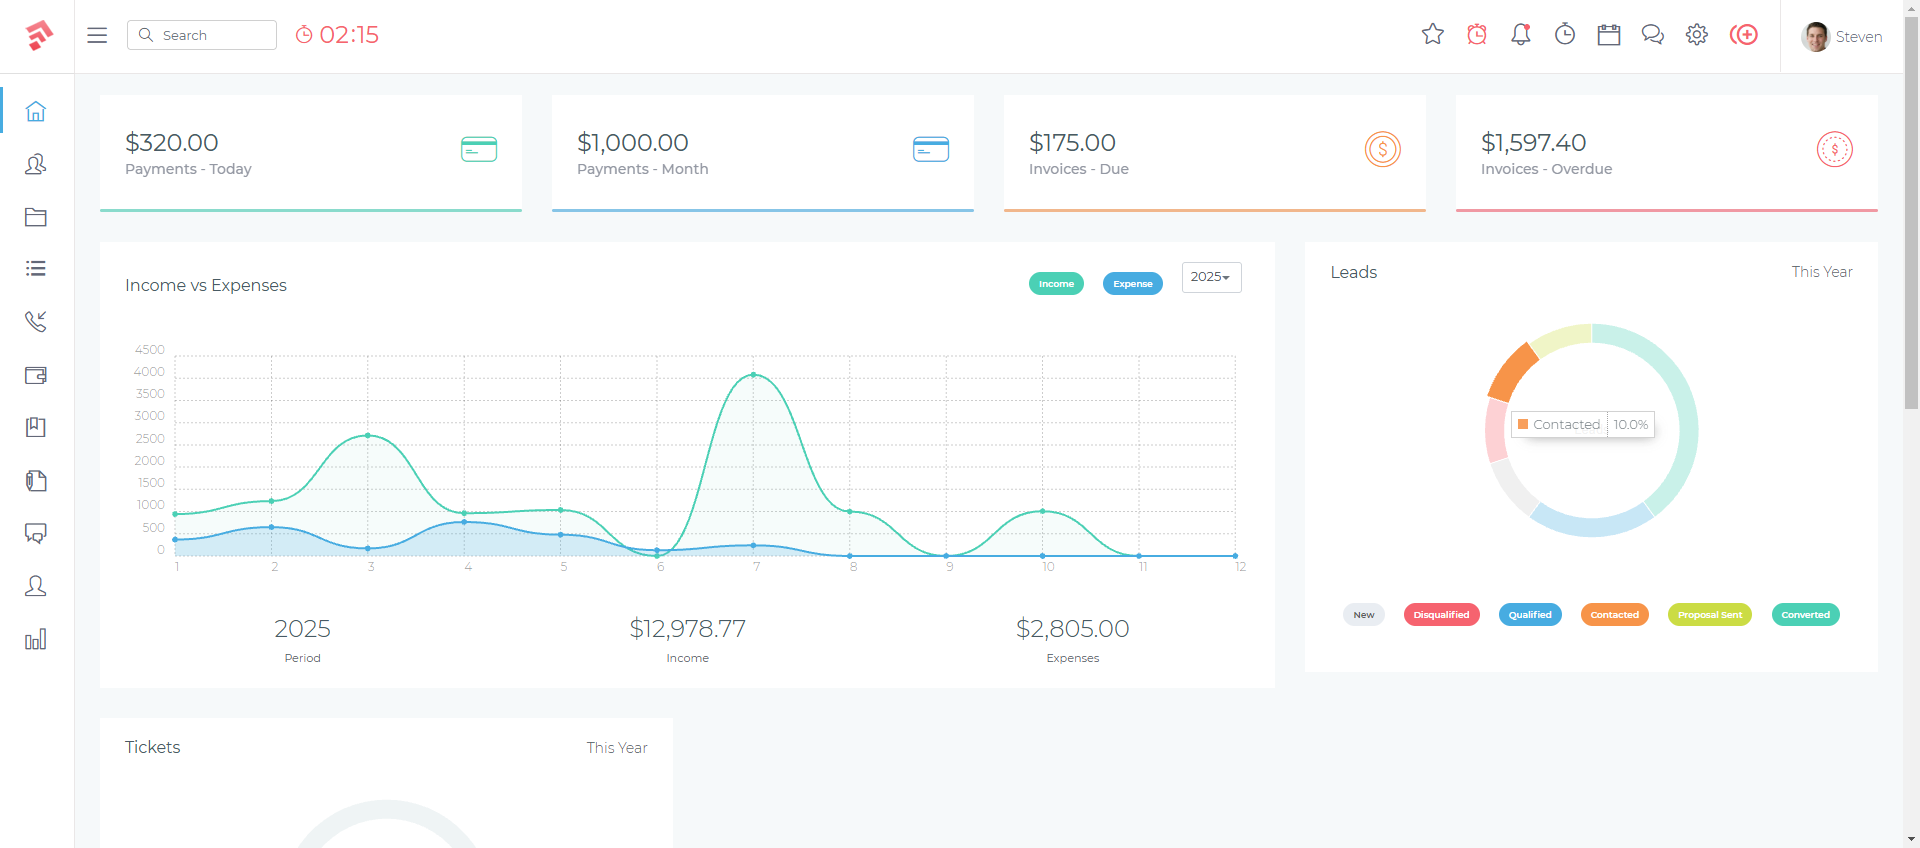 Search
02:15
Steven
$320.00
Payments - Today
$1,000.00
Payments - Month
$175.00
Invoices - Due
$1,597.40
Invoices - Overdue
Income vs Expenses
Income
Expense
2025
4500
4000
3500
3000
2500
2000
1500
1000
500
0
1 2 3 4 5 6 7 8 9 10 11 12
2025
Period
$12,978.77
Income
$2,805.00
Expenses
Leads
This Year
Contacted 10.0%
New
Disqualified
Qualified
Contacted
Proposal Sent
Converted
Tickets
This Year